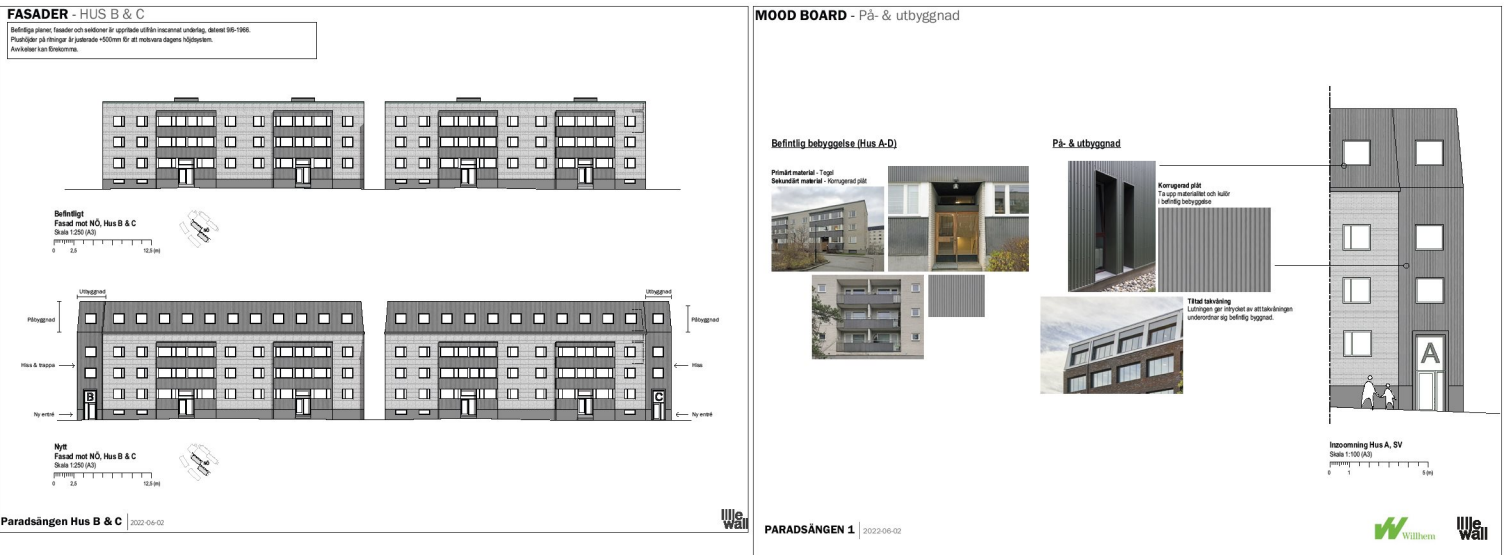 FASADER - HUS B & C
Befintliga planer, fasader och sektioner är uppritade utifrån inscannat underlag, daterat 9/6-1966.
Plushöjder på ritningar är justerade +500mm för att motsvara dagens höjdsystem.
Avvikelser kan förekomma.
Befintligt
Fasad mot NÖ, Hus B & C
Skala 1:250 (A3)
0 2,5 12,5 (m)
NÖ
Utbyggnad
Utbyggnad
Påbyggnad
Påbyggnad
Hiss & trappa
Hiss
B
C
Ny entré
Ny entré
Nytt
Fasad mot NÖ, Hus B & C
Skala 1:250 (A3)
0 2,5 12,5 (m)
NÖ
Paradsängen Hus B & C 2022-06-02
lllle
wall
MOOD BOARD - På- & utbyggnad
Befintlig bebyggelse (Hus A-D)
Primärt material - Tegel
Sekundärt material - Korrugerad plåt
På- & utbyggnad
Korrugerad plåt
Ta upp materialitet och kulör
i befintlig bebyggelse
Tiltad takvåning
Lutningen ger intrycket av att takvåningen
underordnar sig befintlig byggnad.
A
Inzoomning Hus A, SV
Skala 1:100 (A3)
0 1 5 (m)
PARADSÄNGEN 1 2022-06-02
Willhem
lllle
wall